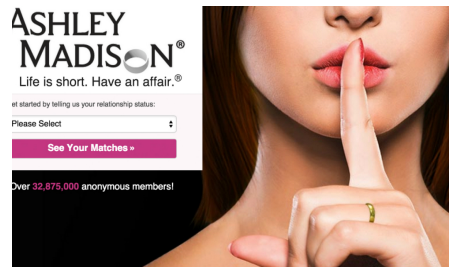 ASHLEY
MADISON®
Life is short. Have an affair.®
et started by telling us your relationship status:
Please Select
See Your Matches »
Over 32,875,000 anonymous members!